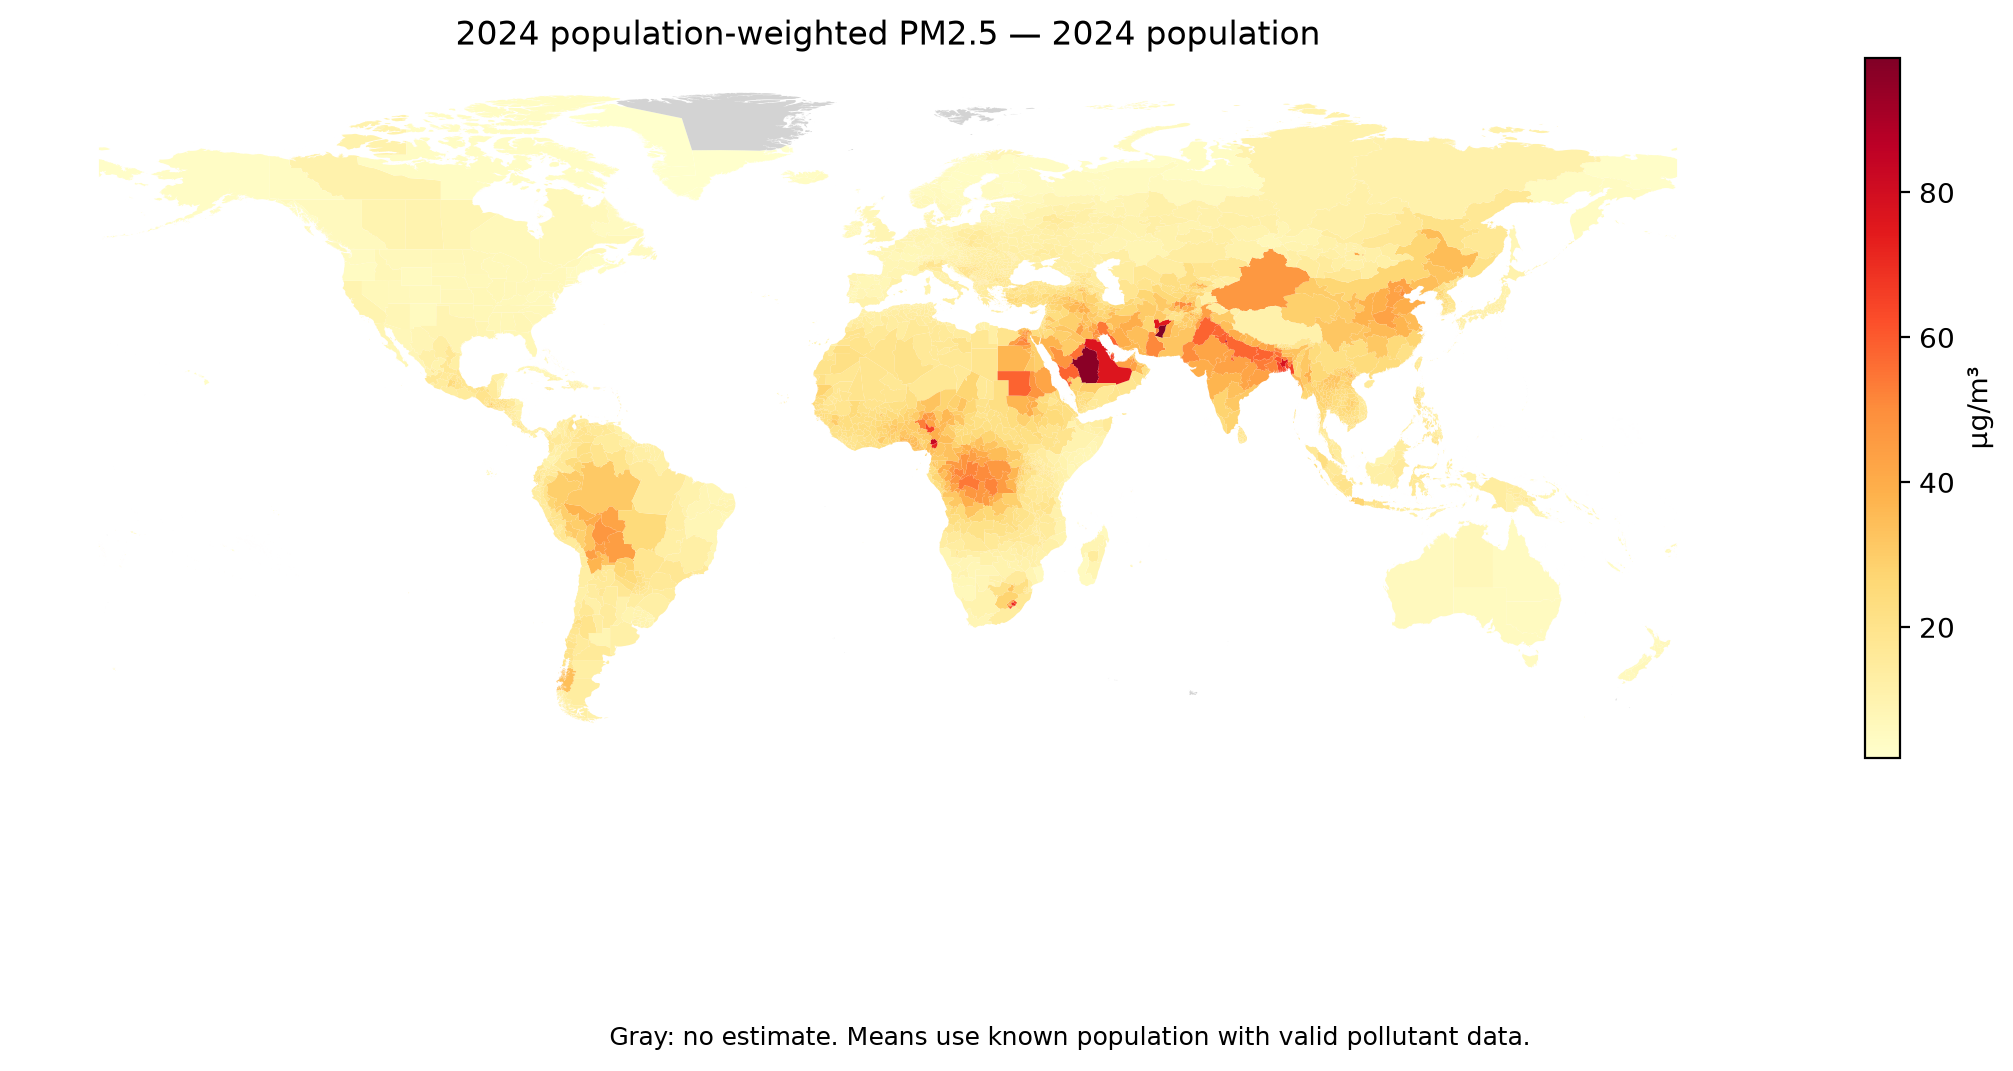 2024 population-weighted PM2.5 — 2024 population
80
60
40
20
µg/m³
Gray: no estimate. Means use known population with valid pollutant data.